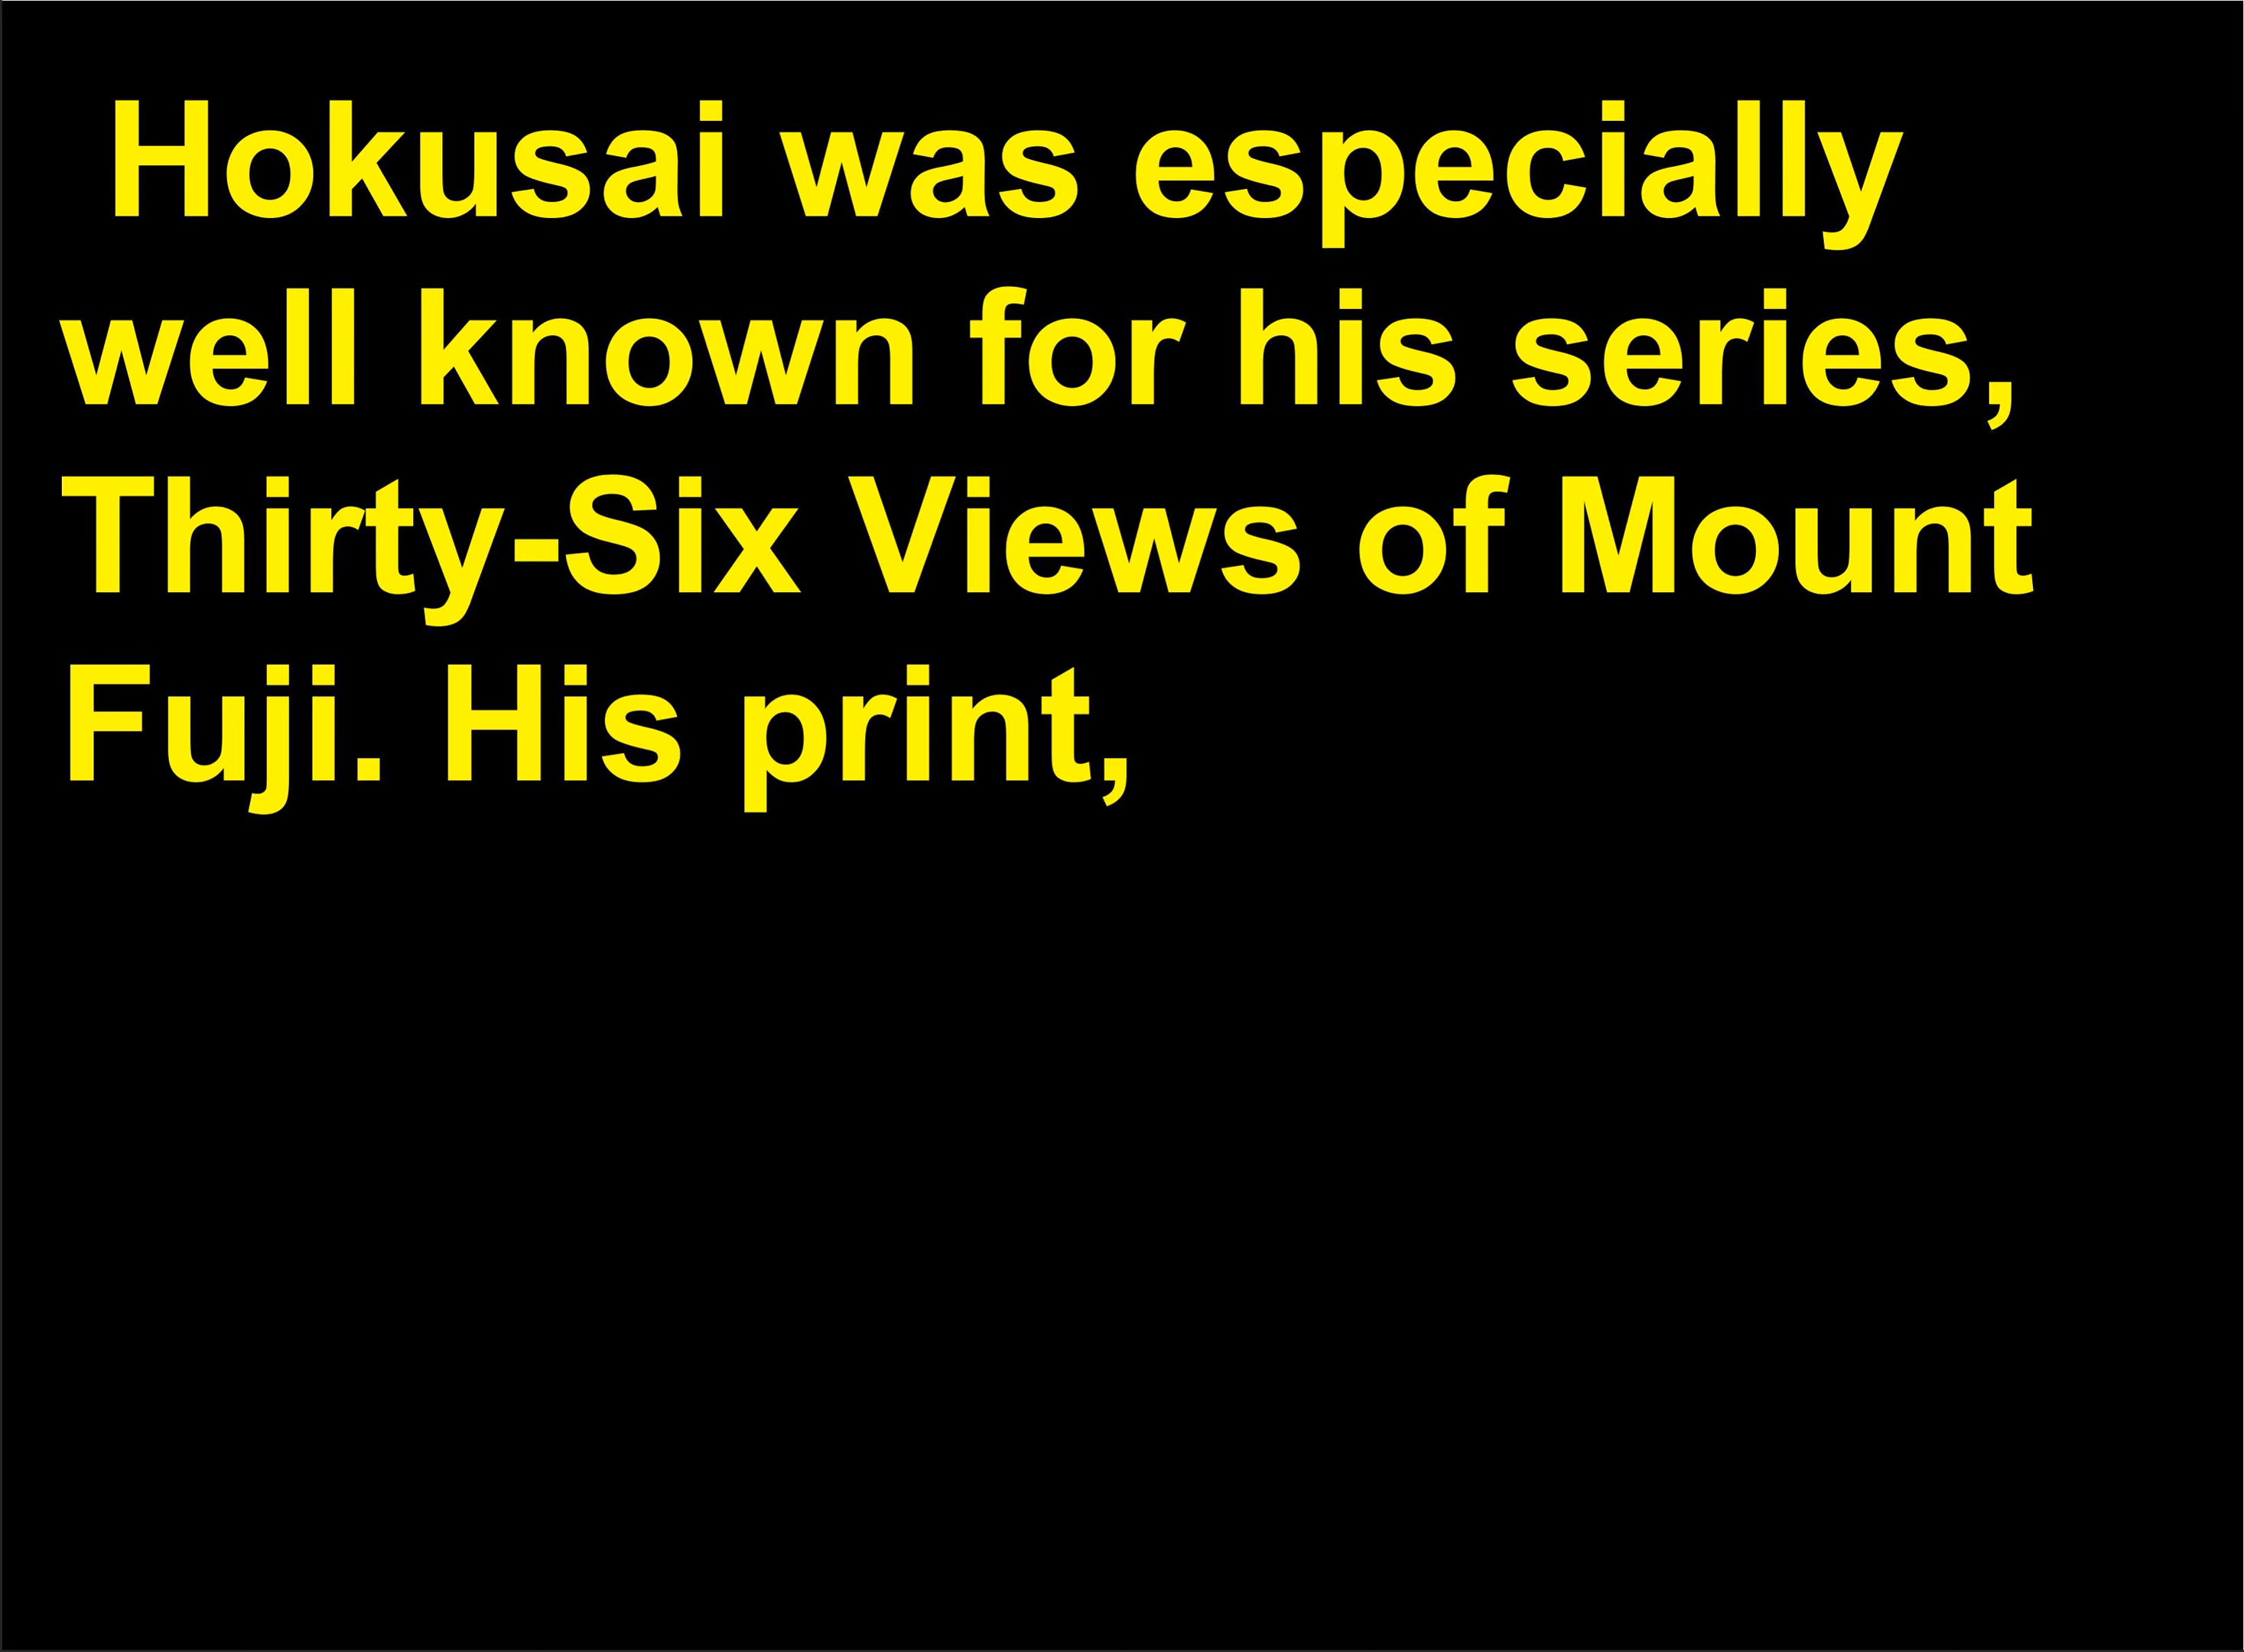 Hokusai was especially
well known for his series,
Thirty-Six Views of Mount
Fuji. His print,